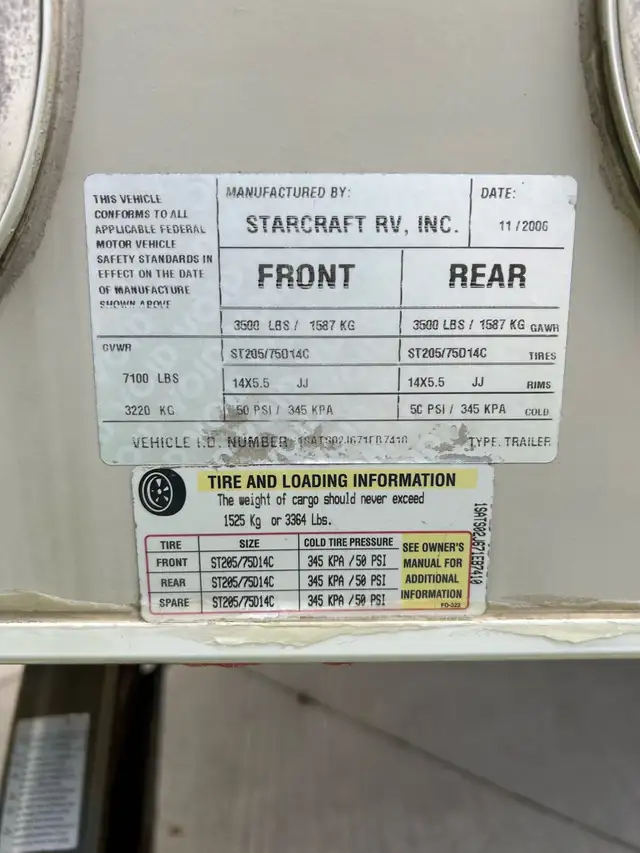 THIS VEHICLE
CONFORMS TO ALL
APPLICABLE FEDERAL
MOTOR VEHICLE
SAFETY STANDARDS IN
EFFECT ON THE DATE
OF MANUFACTURE
SHOWN ABOVE
MANUFACTURED BY:
STARCRAFT RV, INC.
DATE:
11/2006
FRONT REAR
3500 LBS / 1587 KG 3500 LBS / 1587 KG GAWR
GVWR
7100 LBS
3220 KG
ST205/75D14C ST205/75D14C TIRES
14X5.5 JJ 14X5.5 JJ RIMS
50 PSI / 345 KPA 50 PSI / 345 KPA COLD
VEHICLE I.D. NUMBER TYPE: TRAILER
VOID
TIRE AND LOADING INFORMATION
The weight of cargo should never exceed
1525 Kg or 3364 Lbs.
TIRE SIZE COLD TIRE PRESSURE
FRONT ST205/75D14C 345 KPA /50 PSI
REAR ST205/75D14C 345 KPA /50 PSI
SPARE ST205/75D14C 345 KPA /50 PSI
SEE OWNER'S
MANUAL FOR
ADDITIONAL
INFORMATION
PO-322